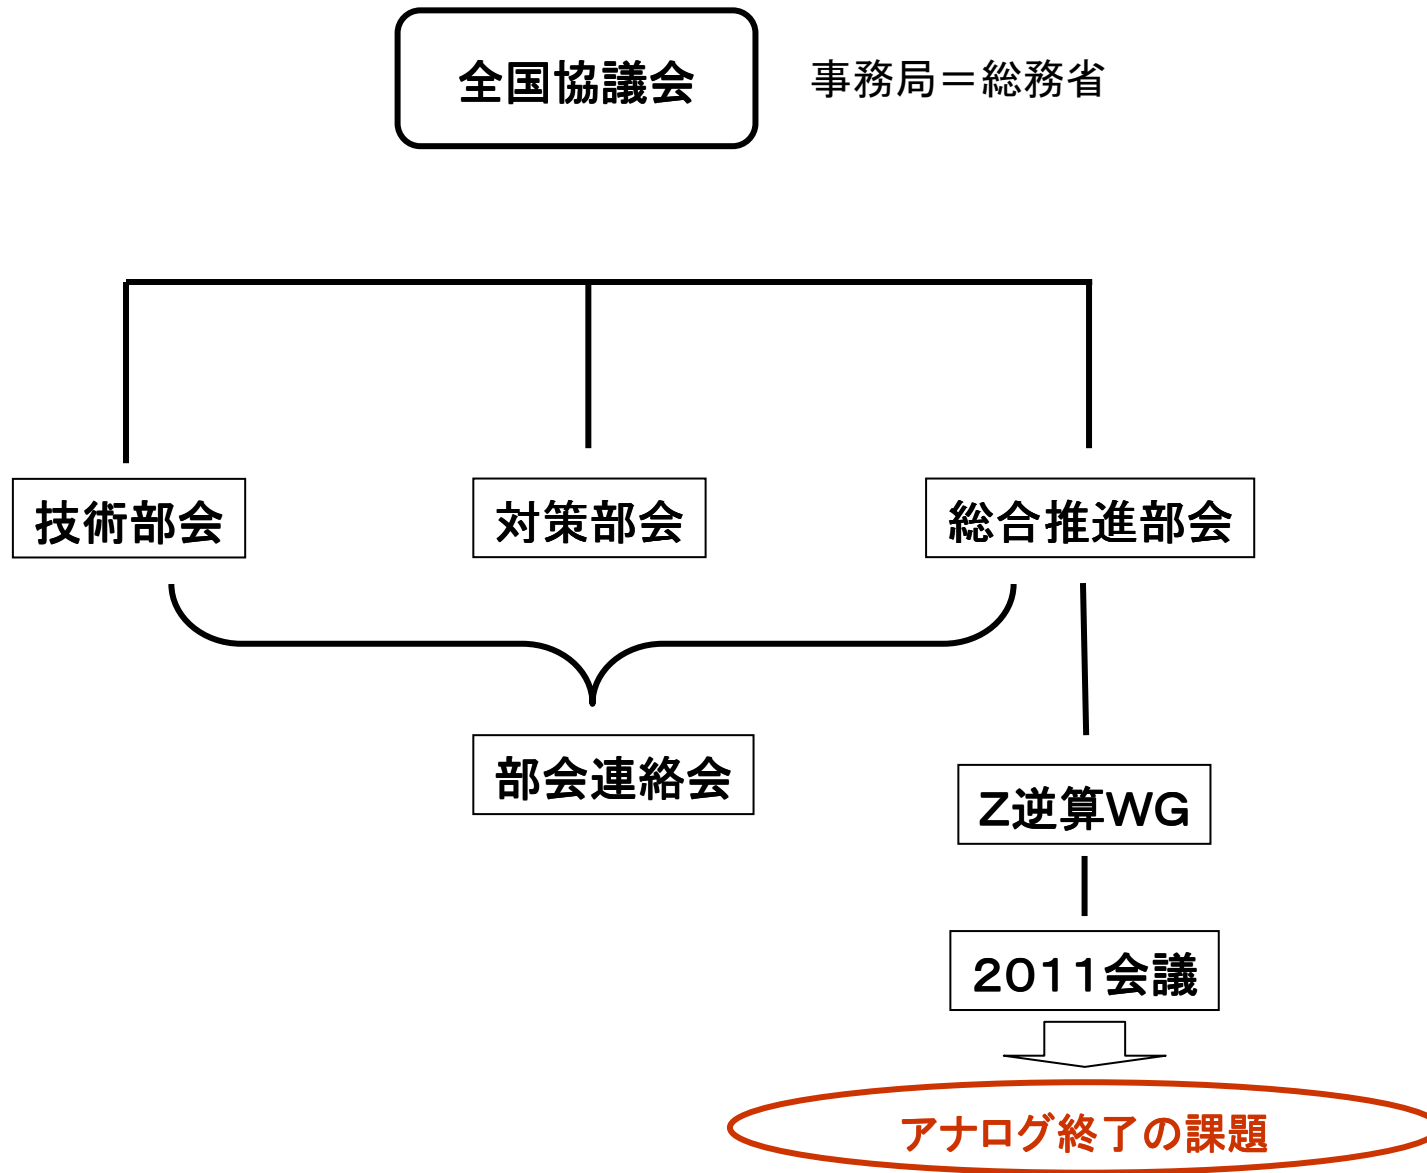 全国協議会
事務局＝総務省
技術部会
対策部会
総合推進部会
部会連絡会
Ｚ逆算ＷＧ
２０１１会議
アナログ終了の課題